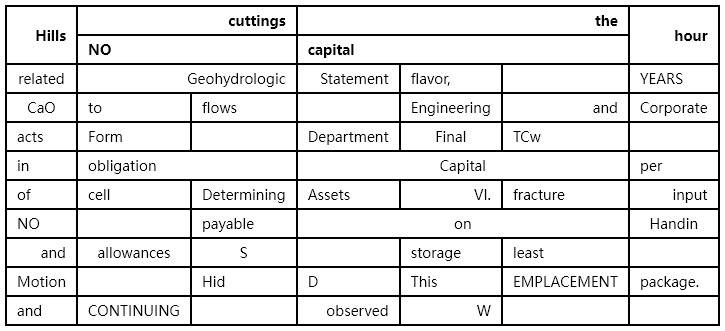 Hills cuttings the hour
NO capital
related Geohydrologic Statement flavor, YEARS
CaO to flows Engineering and Corporate
acts Form Department Final TCw
in obligation Capital per
of cell Determining Assets VI. fracture input
NO payable on Handin
and allowances S storage least
Motion Hid D This EMPLACEMENT package.
and CONTINUING observed W